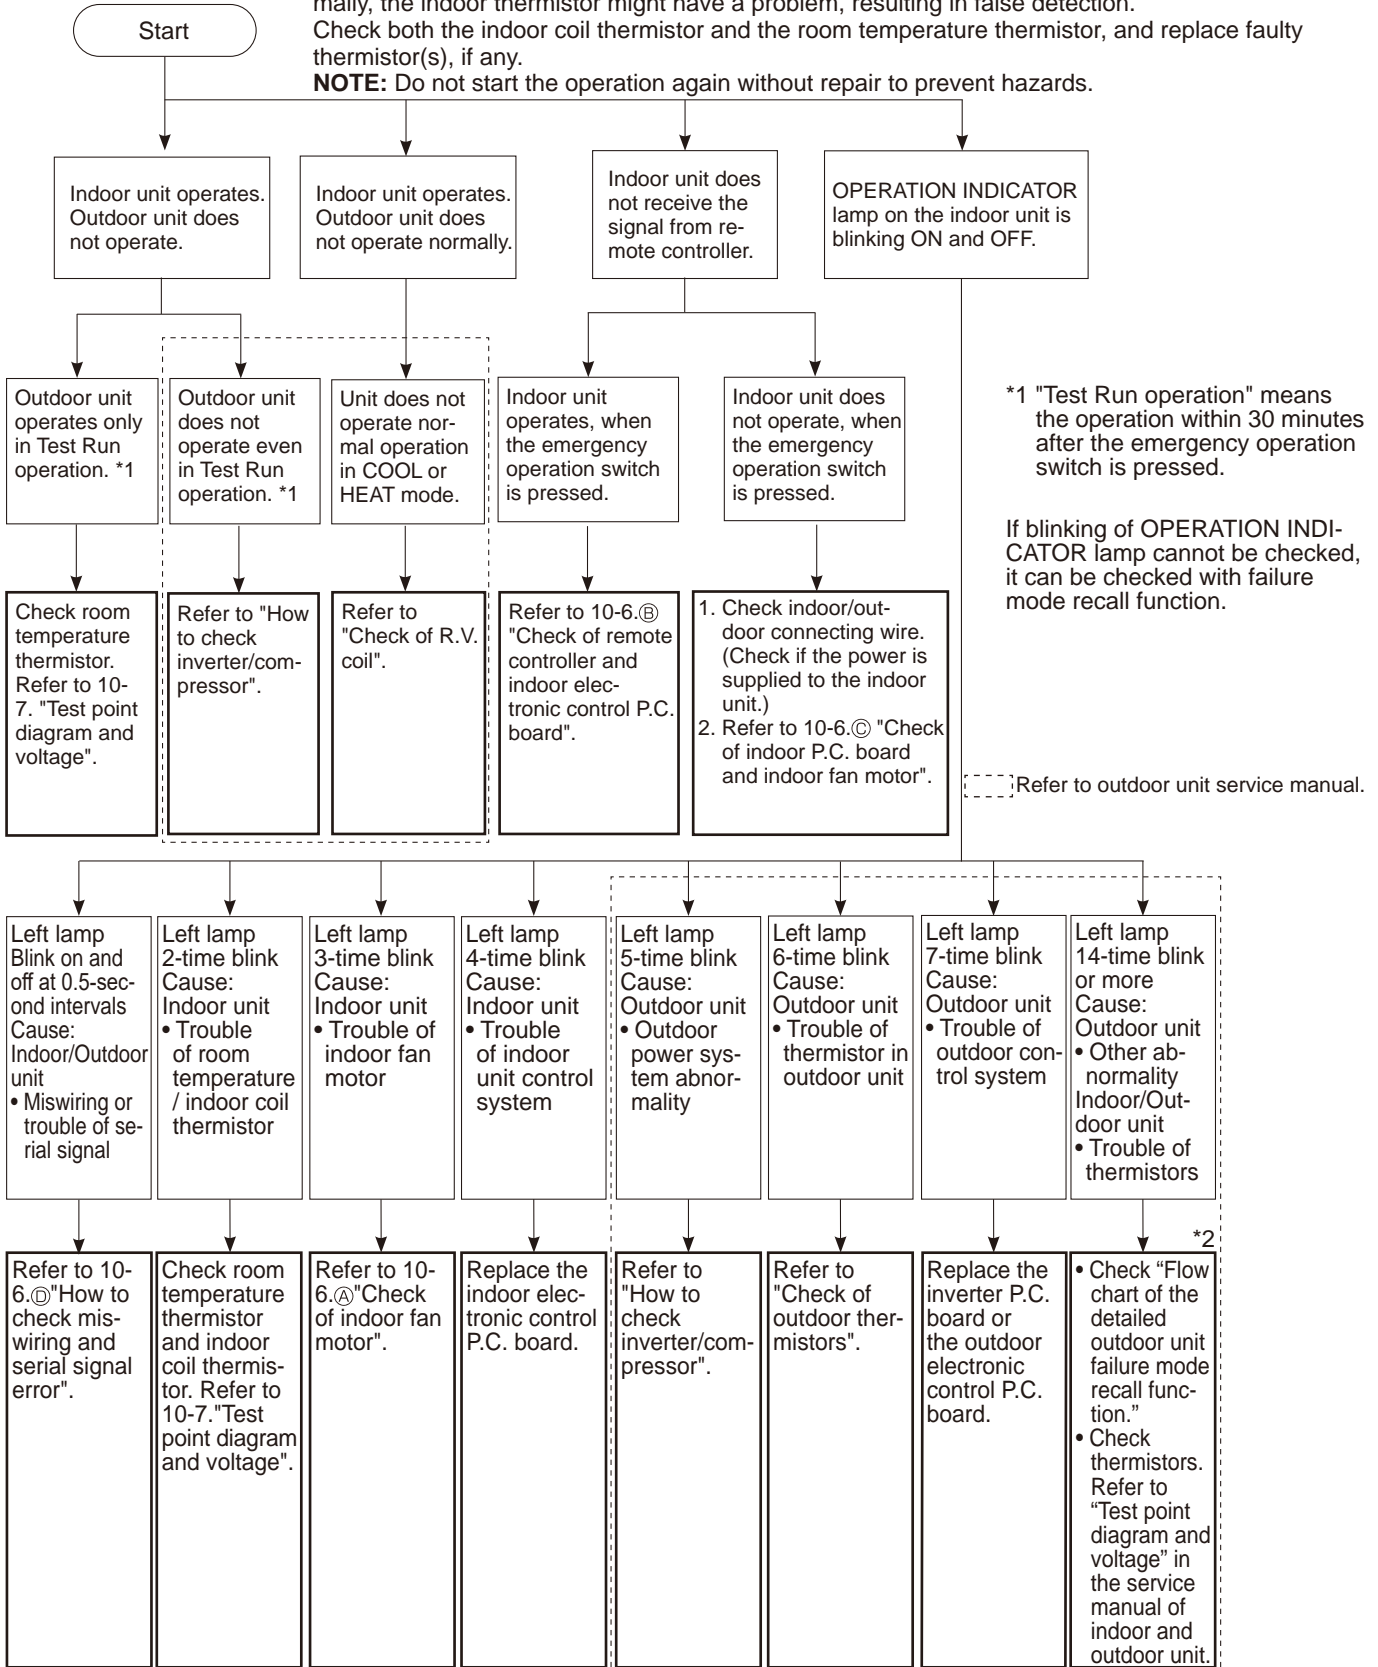 mally, the indoor thermistor might have a problem, resulting in false detection.
Check both the indoor coil thermistor and the room temperature thermistor, and replace faulty
thermistor(s), if any.
NOTE: Do not start the operation again without repair to prevent hazards.
Start
Indoor unit operates.
Outdoor unit does
not operate.
Indoor unit operates.
Outdoor unit does
not operate normally.
Indoor unit does
not receive the
signal from re-
mote controller.
OPERATION INDICATOR
lamp on the indoor unit is
blinking ON and OFF.
Outdoor unit
operates only
in Test Run
operation. *1
Outdoor unit
does not
operate even
in Test Run
operation. *1
Unit does not
operate nor-
mal operation
in COOL or
HEAT mode.
Indoor unit
operates, when
the emergency
operation switch
is pressed.
Indoor unit does
not operate, when
the emergency
operation switch
is pressed.
*1 "Test Run operation" means
the operation within 30 minutes
after the emergency operation
switch is pressed.
If blinking of OPERATION INDI-
CATOR lamp cannot be checked,
it can be checked with failure
mode recall function.
Check room
temperature
thermistor.
Refer to 10-
7. "Test point
diagram and
voltage".
Refer to "How
to check
inverter/com-
pressor".
Refer to
"Check of R.V.
coil".
Refer to 10-6.Ⓑ
"Check of remote
controller and
indoor elec-
tronic control P.C.
board".
1. Check indoor/out-
door connecting wire.
(Check if the power is
supplied to the indoor
unit.)
2. Refer to 10-6.Ⓒ "Check
of indoor P.C. board
and indoor fan motor".
Refer to outdoor unit service manual.
Left lamp
Blink on and
off at 0.5-sec-
ond intervals
Cause:
Indoor/Outdoor
unit
• Miswiring or
trouble of se-
rial signal
Left lamp
2-time blink
Cause:
Indoor unit
• Trouble
of room
temperature
/ indoor coil
thermistor
Left lamp
3-time blink
Cause:
Indoor unit
• Trouble of
indoor fan
motor
Left lamp
4-time blink
Cause:
Indoor unit
• Trouble
of indoor
unit control
system
Left lamp
5-time blink
Cause:
Outdoor unit
• Outdoor
power sys-
tem abnor-
mality
Left lamp
6-time blink
Cause:
Outdoor unit
• Trouble of
thermistor in
outdoor unit
Left lamp
7-time blink
Cause:
Outdoor unit
• Trouble of
outdoor con-
trol system
Left lamp
14-time blink
or more
Cause:
Outdoor unit
• Other ab-
normality
Indoor/Out-
door unit
• Trouble of
thermistors
*2
Refer to 10-
6.Ⓓ"How to
check mis-
wiring and
serial signal
error".
Check room
temperature
thermistor
and indoor
coil thermis-
tor. Refer to
10-7."Test
point diagram
and voltage".
Refer to 10-
6.Ⓐ"Check
of indoor fan
motor".
Replace the
indoor elec-
tronic control
P.C. board.
Refer to
"How to
check
inverter/com-
pressor".
Refer to
"Check of
outdoor ther-
mistors".
Replace the
inverter P.C.
board or
the outdoor
electronic
control P.C.
board.
• Check “Flow
chart of the
detailed
outdoor unit
failure mode
recall func-
tion.”
• Check
thermistors.
Refer to
“Test point
diagram and
voltage” in
the service
manual of
indoor and
outdoor unit.